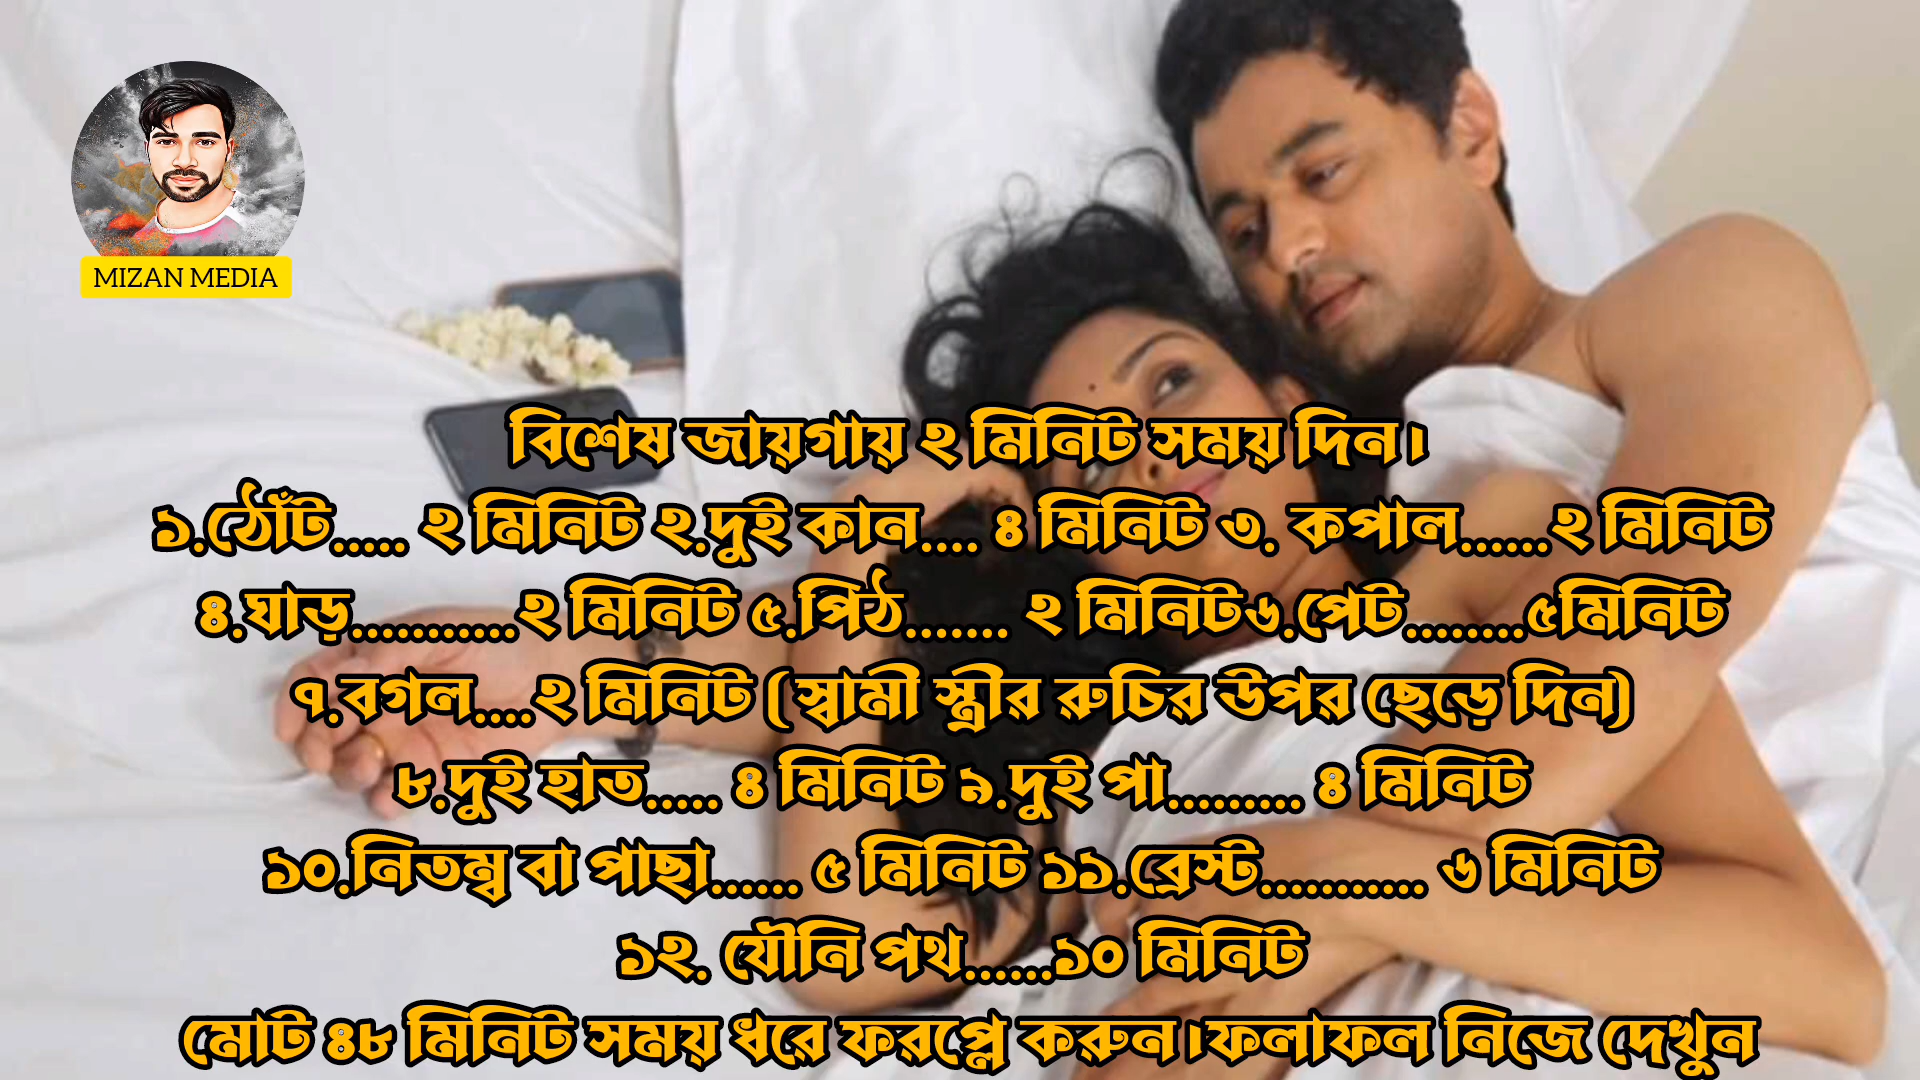 MIZAN MEDIA
বিশেষ জায়গায় ২ মিনিট সময় দিন।
১.ঠোঁট..... ২ মিনিট ২.দুই কান.... ৪ মিনিট ৩. কপাল......২ মিনিট
৪.ঘাড়...........২ মিনিট ৫.পিঠ....... ২ মিনিট৬.পেট........৫মিনিট
৭.বগল....২ মিনিট ( স্বামী স্ত্রীর রুচির উপর ছেড়ে দিন)
৮.দুই হাত..... ৪ মিনিট ৯.দুই পা......... ৪ মিনিট
১০.নিতম্ব বা পাছা...... ৫ মিনিট ১১.ব্রেস্ট........... ৬ মিনিট
১২. যৌনি পথ......১০ মিনিট
মোট ৪৮ মিনিট সময় ধরে ফরপ্লে করুন।ফলাফল নিজে দেখুন